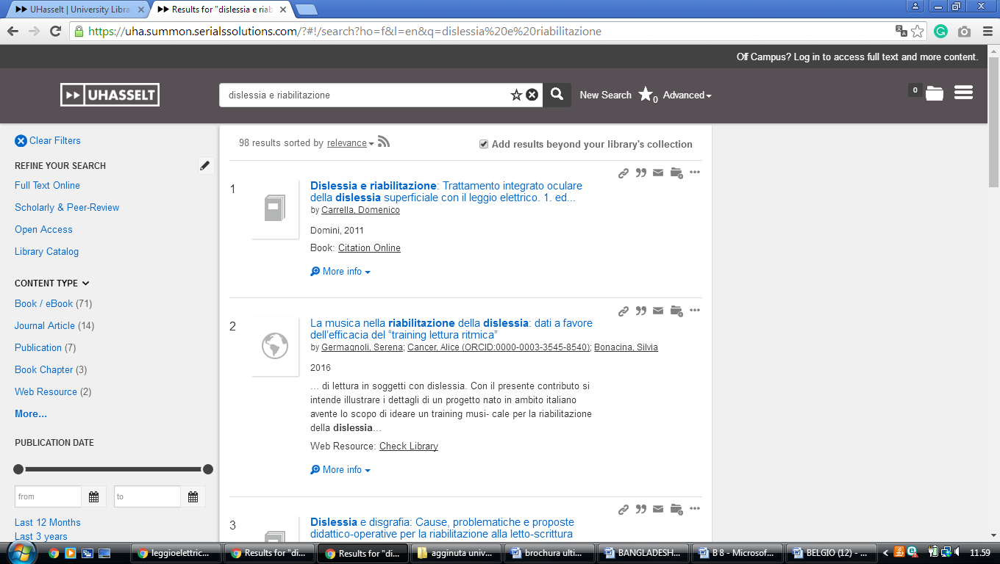 UHasselt | University Libra
Results for "dislessia e riab
https://uha.summon.serialssolutions.com/?#!/search?ho=f&l=en&q=dislessia%20e%20riabilitazione
Off Campus? Log in to access full text and more content.
UHASSELT
dislessia e riabilitazione
New Search
0
Advanced
0
Clear Filters
REFINE YOUR SEARCH
Full Text Online
Scholarly & Peer-Review
Open Access
Library Catalog
CONTENT TYPE
Book / eBook (71)
Journal Article (14)
Publication (7)
Book Chapter (3)
Web Resource (2)
More...
PUBLICATION DATE
from
to
Last 12 Months
Last 3 years
98 results sorted by relevance
Add results beyond your library's collection
1
Dislessia e riabilitazione: Trattamento integrato oculare
della dislessia superficiale con il leggio elettrico. 1. ed...
by Carrella, Domenico
Domini, 2011
Book: Citation Online
More info
2
La musica nella riabilitazione della dislessia: dati a favore
dell'efficacia del “training lettura ritmica”
by Germagnoli, Serena; Cancer, Alice (ORCID:0000-0003-3545-8540); Bonacina, Silvia
2016
… di lettura in soggetti con dislessia. Con il presente contributo si
intende illustrare i dettagli di un progetto nato in ambito italiano
avente lo scopo di ideare un training musi- cale per la riabilitazione
della dislessia…
Web Resource: Check Library
More info
3
Dislessia e disgrafia: Cause, problematiche e proposte
didattico-operative per la riabilitazione alla letto-scrittura
leggioelettric...
Results for "di...
Results for "di...
agginuta univ...
brochura ulti...
BANGLADESH...
B 8 - Microsof...
BELGIO (12) - ...
11.59